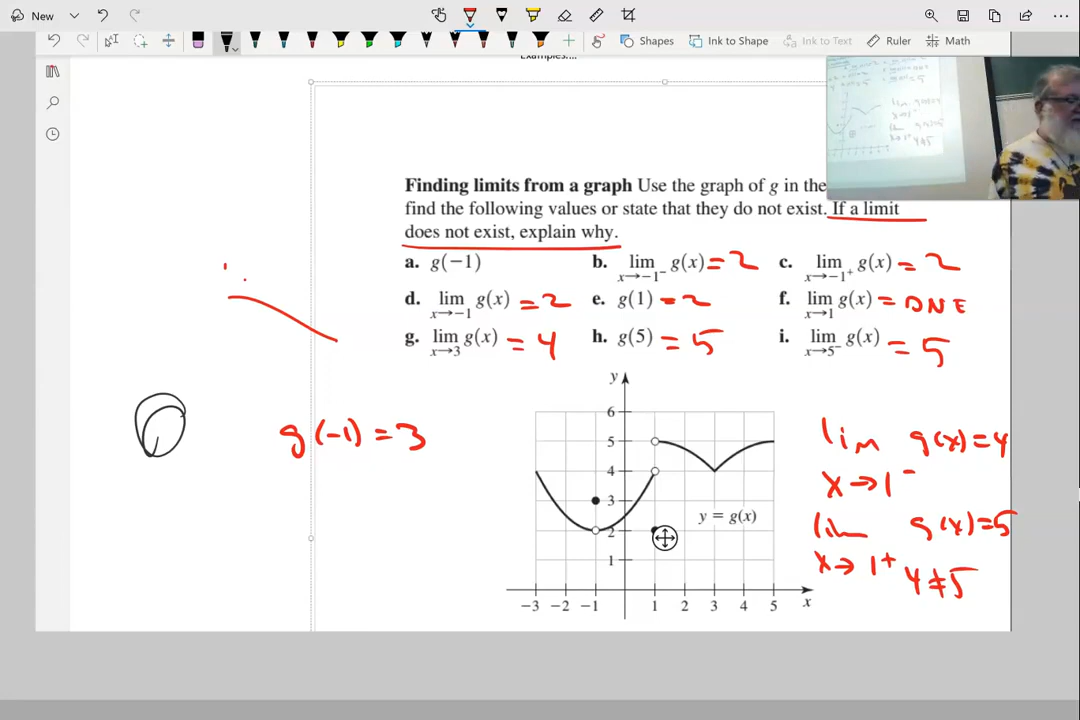 New
Shapes
Ink to Shape
Ink to Text
Ruler
Math
Examples....
Finding limits from a graph Use the graph of g in the
find the following values or state that they do not exist. If a limit
does not exist, explain why.
a. g(−1) b. lim x→−1⁻ g(x) = 2 c. lim x→−1⁺ g(x) = 2
d. lim x→−1 g(x) = 2 e. g(1) = 2 f. lim x→1 g(x) = DNE
g. lim x→3 g(x) = 4 h. g(5) = 5 i. lim x→5⁻ g(x) = 5
g(-1) = 3
y
6
5
4
3
2
1
y = g(x)
−3 −2 −1 1 2 3 4 5 x
lim g(x) = 4
x→1⁻
lim g(x) = 5
x→1+ 4≠5